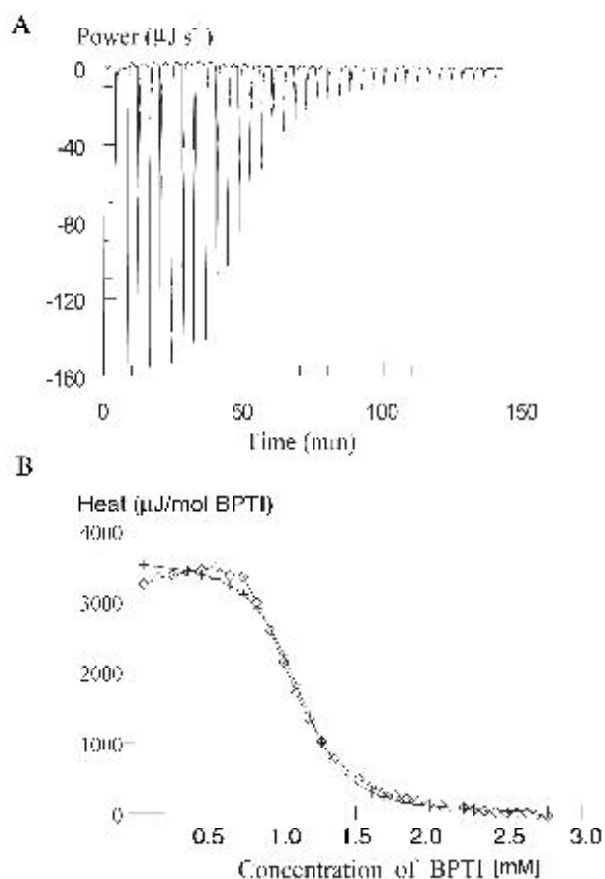 A
Power (μJ s⁻¹)
0
-40
-80
-120
-160
0 50 100 150
Time (min)
B
Heat (μJ/mol BPTI)
4000
3000
2000
1000
0
0.5 1.0 1.5 2.0 2.5 3.0
Concentration of BPTI [mM]